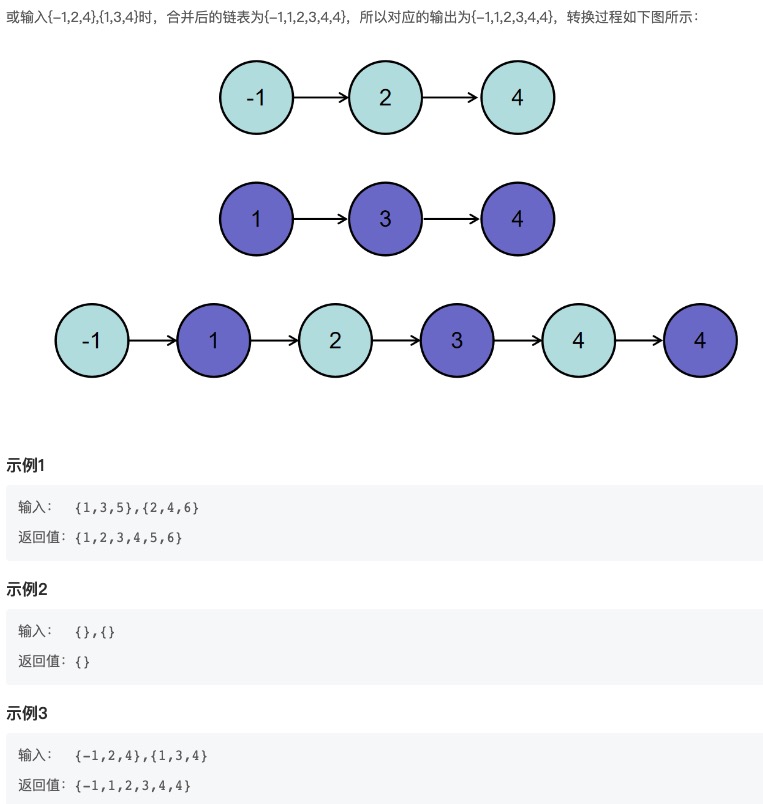 或输入{-1,2,4},{1,3,4}时，合并后的链表为{-1,1,2,3,4,4}，所以对应的输出为{-1,1,2,3,4,4}，转换过程如下图所示：
-1 2 4
1 3 4
-1 1 2 3 4 4
示例1
输入： {1,3,5},{2,4,6}
返回值：{1,2,3,4,5,6}
示例2
输入： {},{}
返回值：{}
示例3
输入： {-1,2,4},{1,3,4}
返回值：{-1,1,2,3,4,4}